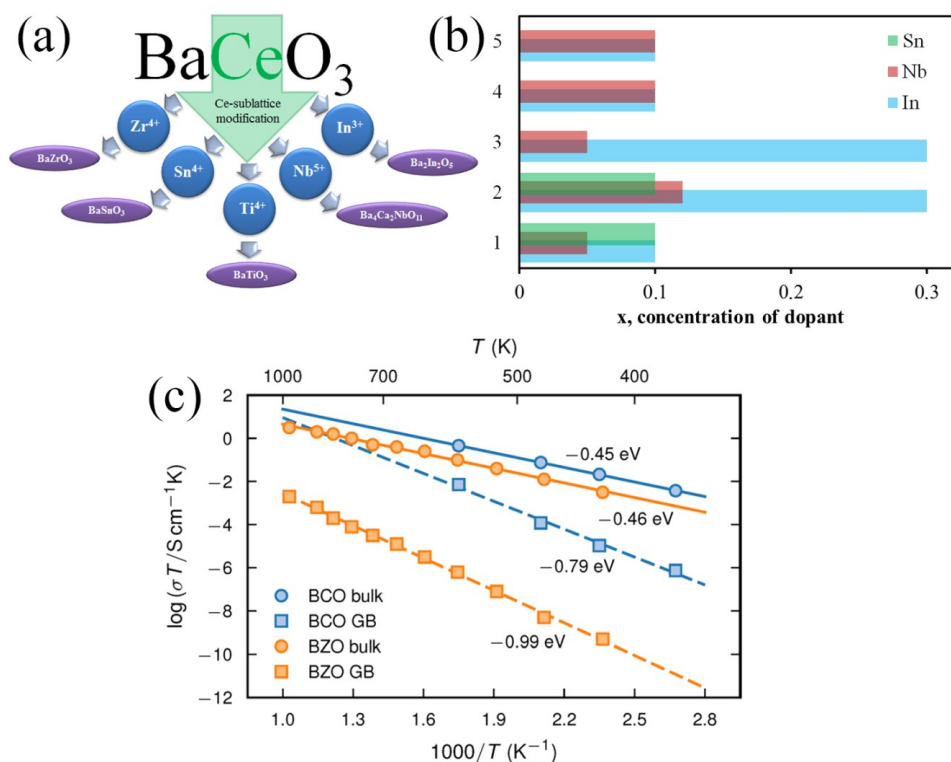 (a)
BaCeO3
Ce-sublattice
modification
Zr4+
In3+
Sn4+
Nb5+
Ti4+
BaZrO3
Ba2In2O5
BaSnO3
Ba4Ca2NbO11
BaTiO3
(b)
5
4
3
2
1
Sn
Nb
In
0
0.1
0.2
0.3
x, concentration of dopant
(c)
T (K)
1000
700
500
400
2
0
−2
−4
−6
−8
−10
−12
log (σT/S cm−1K)
−0.45 eV
−0.46 eV
−0.79 eV
−0.99 eV
BCO bulk
BCO GB
BZO bulk
BZO GB
1.0
1.3
1.6
1.9
2.2
2.5
2.8
1000/T (K−1)